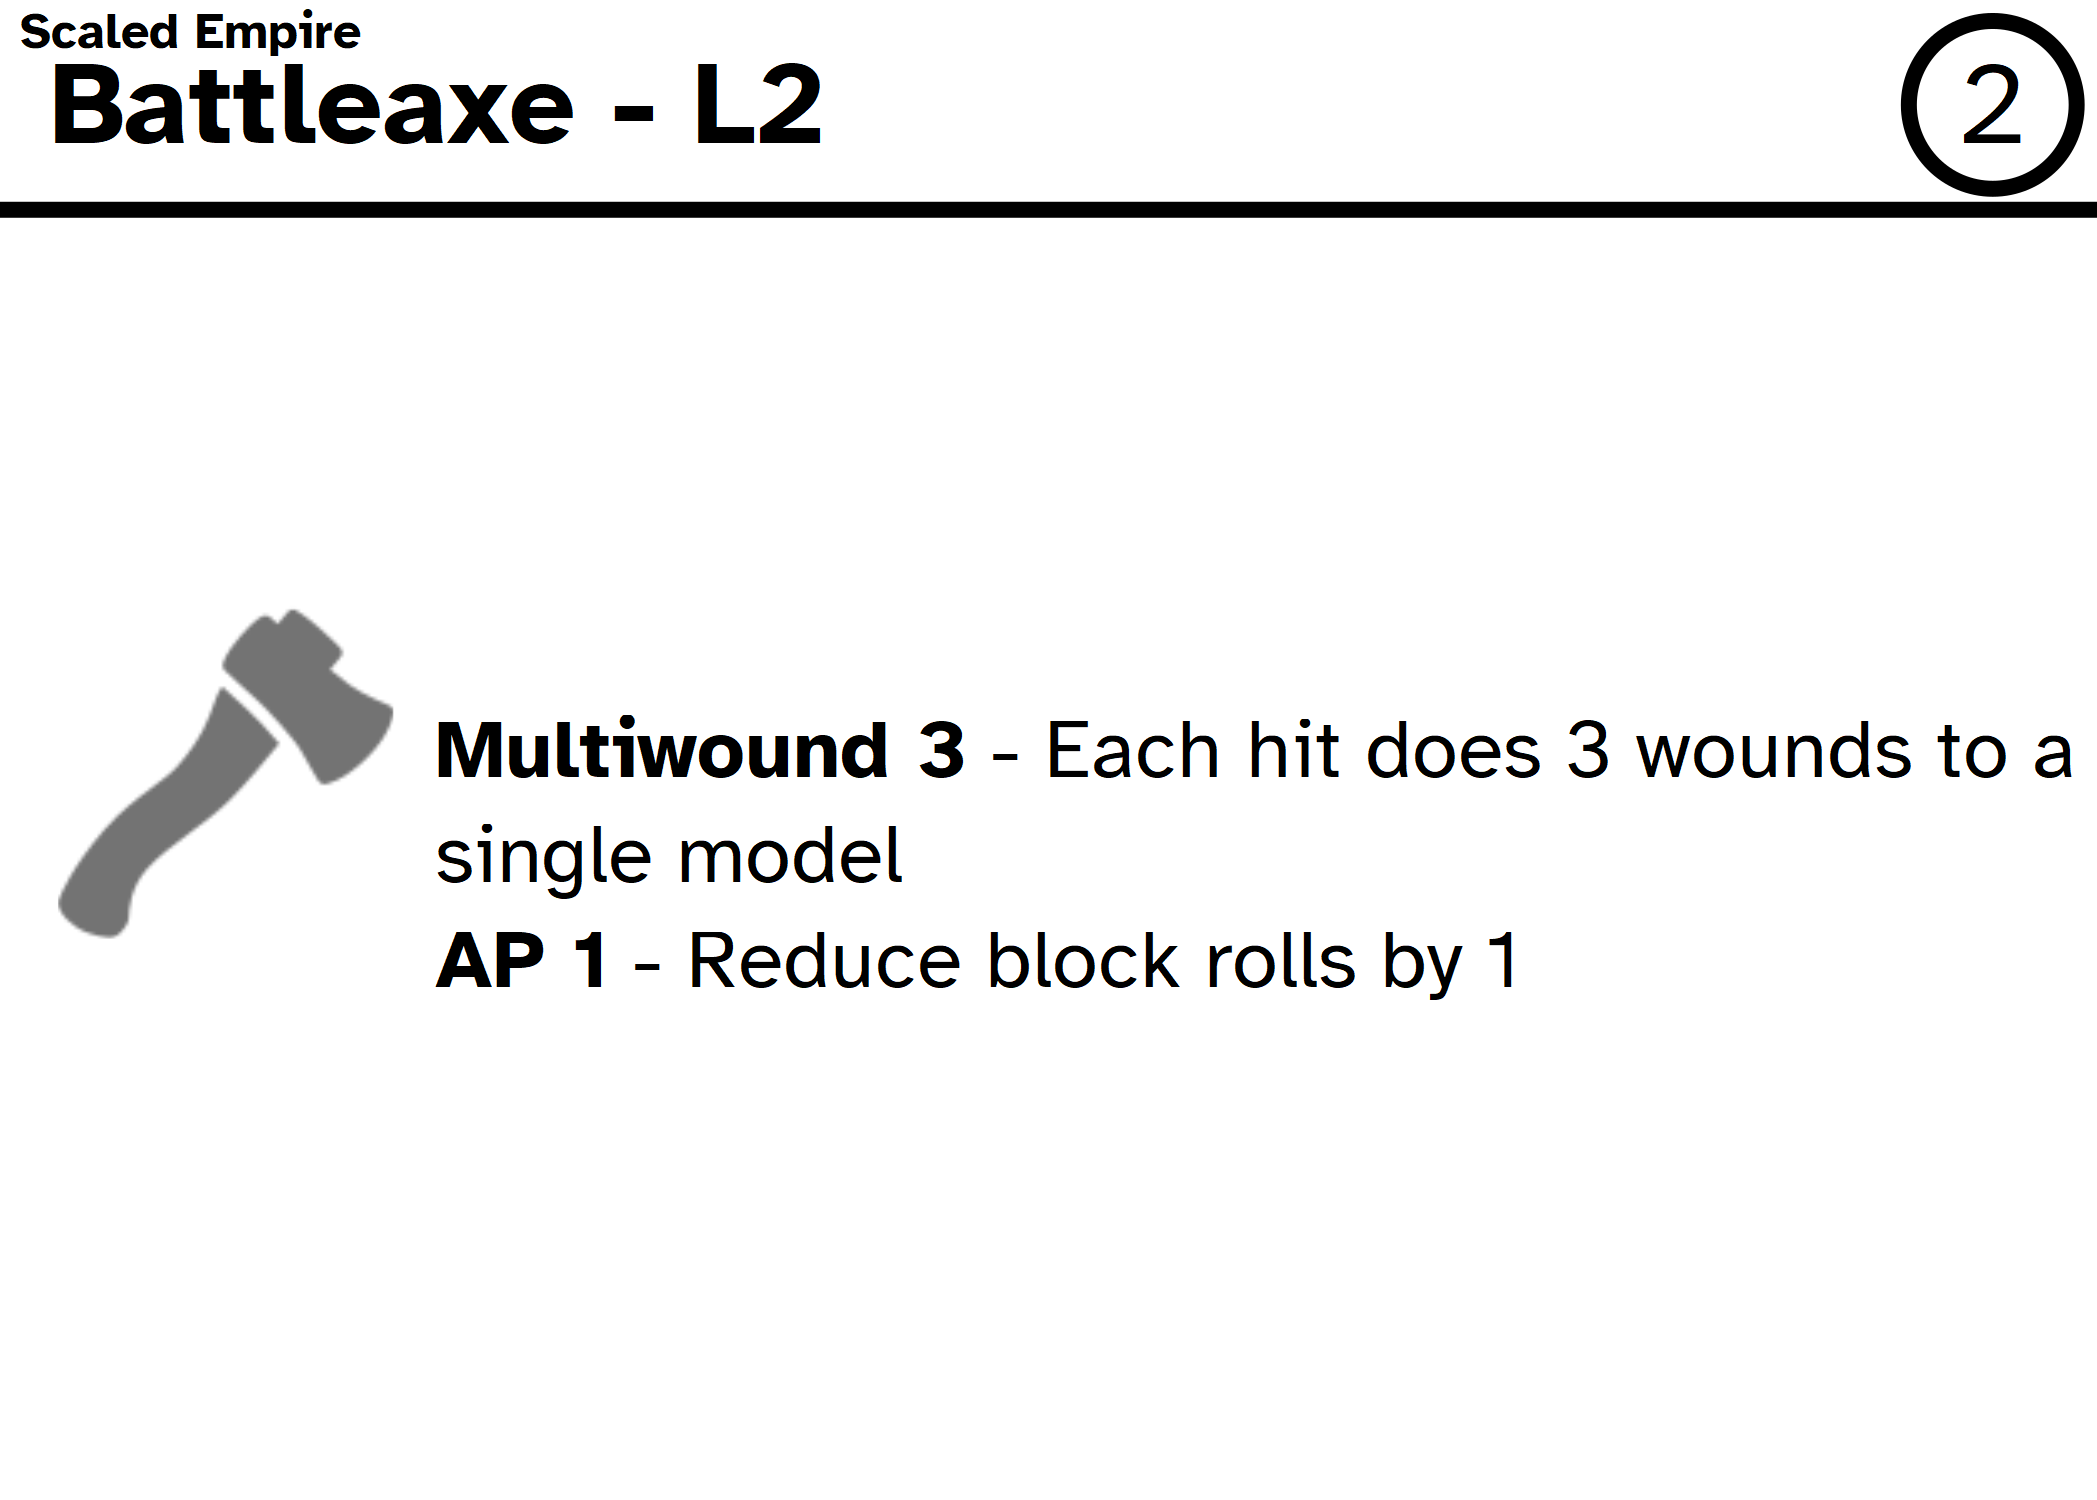 Scaled Empire
Battleaxe - L2
2
Multiwound 3 - Each hit does 3 wounds to a
single model
AP 1 - Reduce block rolls by 1